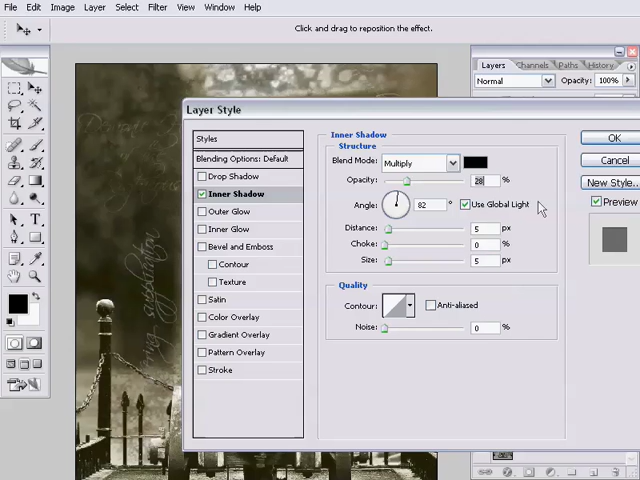 File Edit Image Layer Select Filter View Window Help
Click and drag to reposition the effect.
Layers Channels Paths History
Normal Opacity: 100%
Layer Style
Styles
Blending Options: Default
Drop Shadow
Inner Shadow
Outer Glow
Inner Glow
Bevel and Emboss
Contour
Texture
Satin
Color Overlay
Gradient Overlay
Pattern Overlay
Stroke
Inner Shadow
Structure
Blend Mode: Multiply
Opacity: 28 %
Angle: 82 ° Use Global Light
Distance: 5 px
Choke: 0 %
Size: 5 px
Quality
Contour: Anti-aliased
Noise: 0 %
OK
Cancel
New Style...
Preview